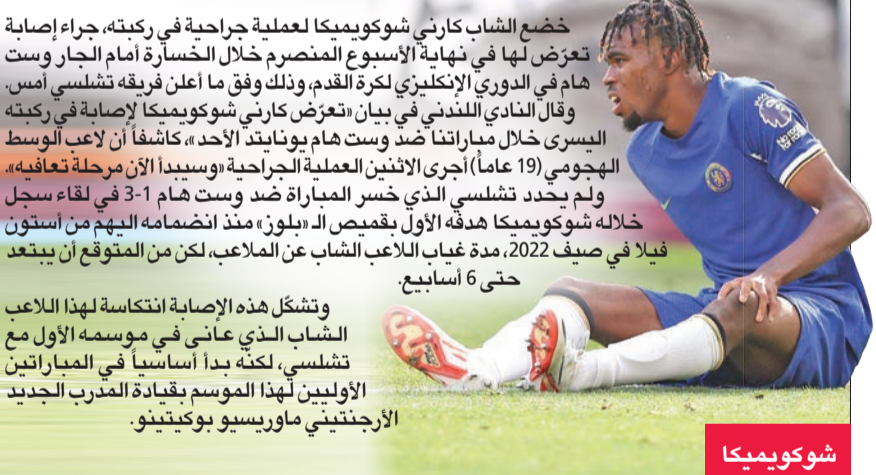 خضع الشاب كارني شوكويميكا لعملية جراحية في ركبته، جراء إصابة
تعرّض لها في نهاية الأسبوع المنصرم خلال الخسارة أمام الجار وست
هام في الدوري الإنكليزي لكرة القدم، وذلك وفق ما أعلن فريقه تشلسي أمس.
وقال النادي اللندني في بيان «تعرّض كارني شوكويميكا لإصابة في ركبته
اليسرى خلال مباراتنا ضد وست هام يونايتد الأحد»، كاشفاً أن لاعب الوسط
الهجومي (19 عاماً) أجرى الاثنين العملية الجراحية «وسيبدأ الآن مرحلة تعافيه».
ولم يحدد تشلسي الذي خسر المباراة ضد وست هام 1-3 في لقاء سجل
خلاله شوكويميكا هدفه الأول بقميص الـ «بلوز» منذ انضمامه اليهم من أستون
فيلا في صيف 2022، مدة غياب اللاعب الشاب عن الملاعب، لكن من المتوقع أن يبتعد
حتى 6 أسابيع.
وتشكّل هذه الإصابة انتكاسة لهذا اللاعب
الشاب الذي عانى في موسمه الأول مع
تشلسي، لكنّه بدأ أساسياً في المباراتين
الأوليين لهذا الموسم بقيادة المدرب الجديد
الأرجنتيني ماوريسيو بوكيتينو.
شوكويميكا